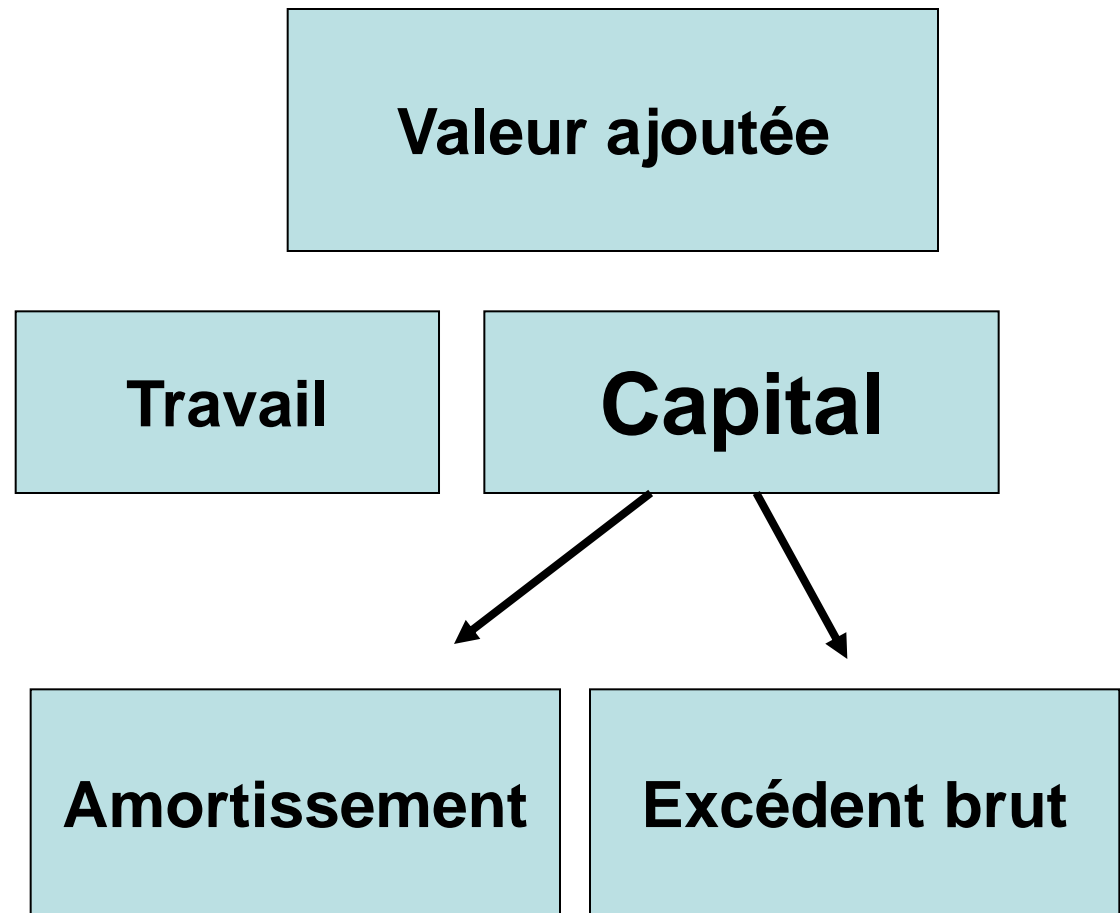 Valeur ajoutée
Travail
Capital
Amortissement
Excédent brut